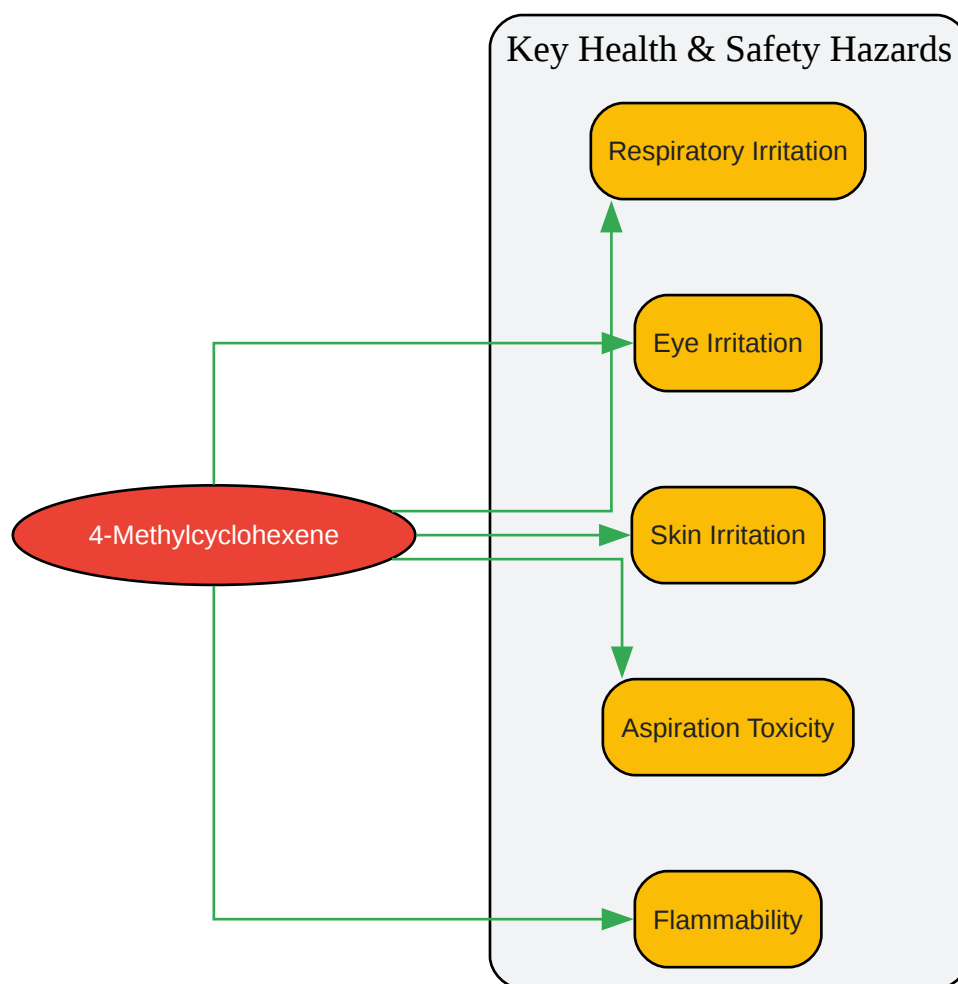 Key Health & Safety Hazards
Respiratory Irritation
Eye Irritation
4-Methylcyclohexene
Skin Irritation
Aspiration Toxicity
Flammability